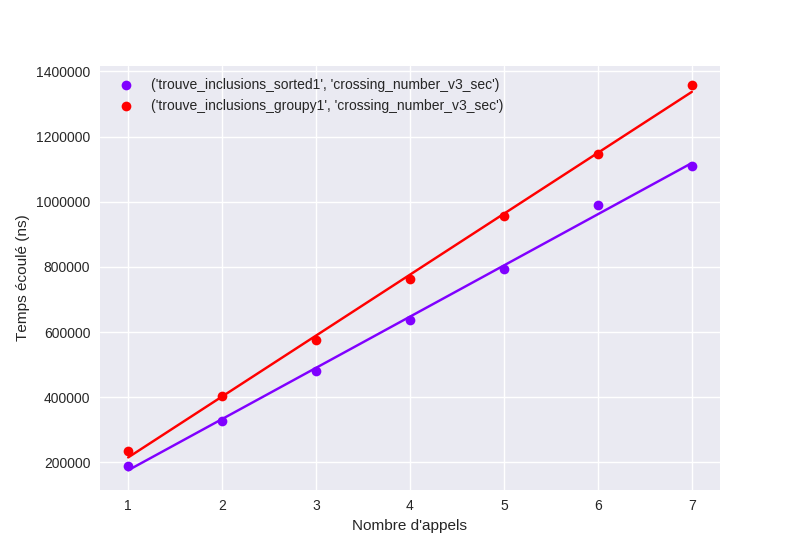 ('trouve_inclusions_sorted1', 'crossing_number_v3_sec')
('trouve_inclusions_groupy1', 'crossing_number_v3_sec')
1400000
1200000
1000000
800000
600000
400000
200000
Temps écoulé (ns)
1 2 3 4 5 6 7
Nombre d'appels